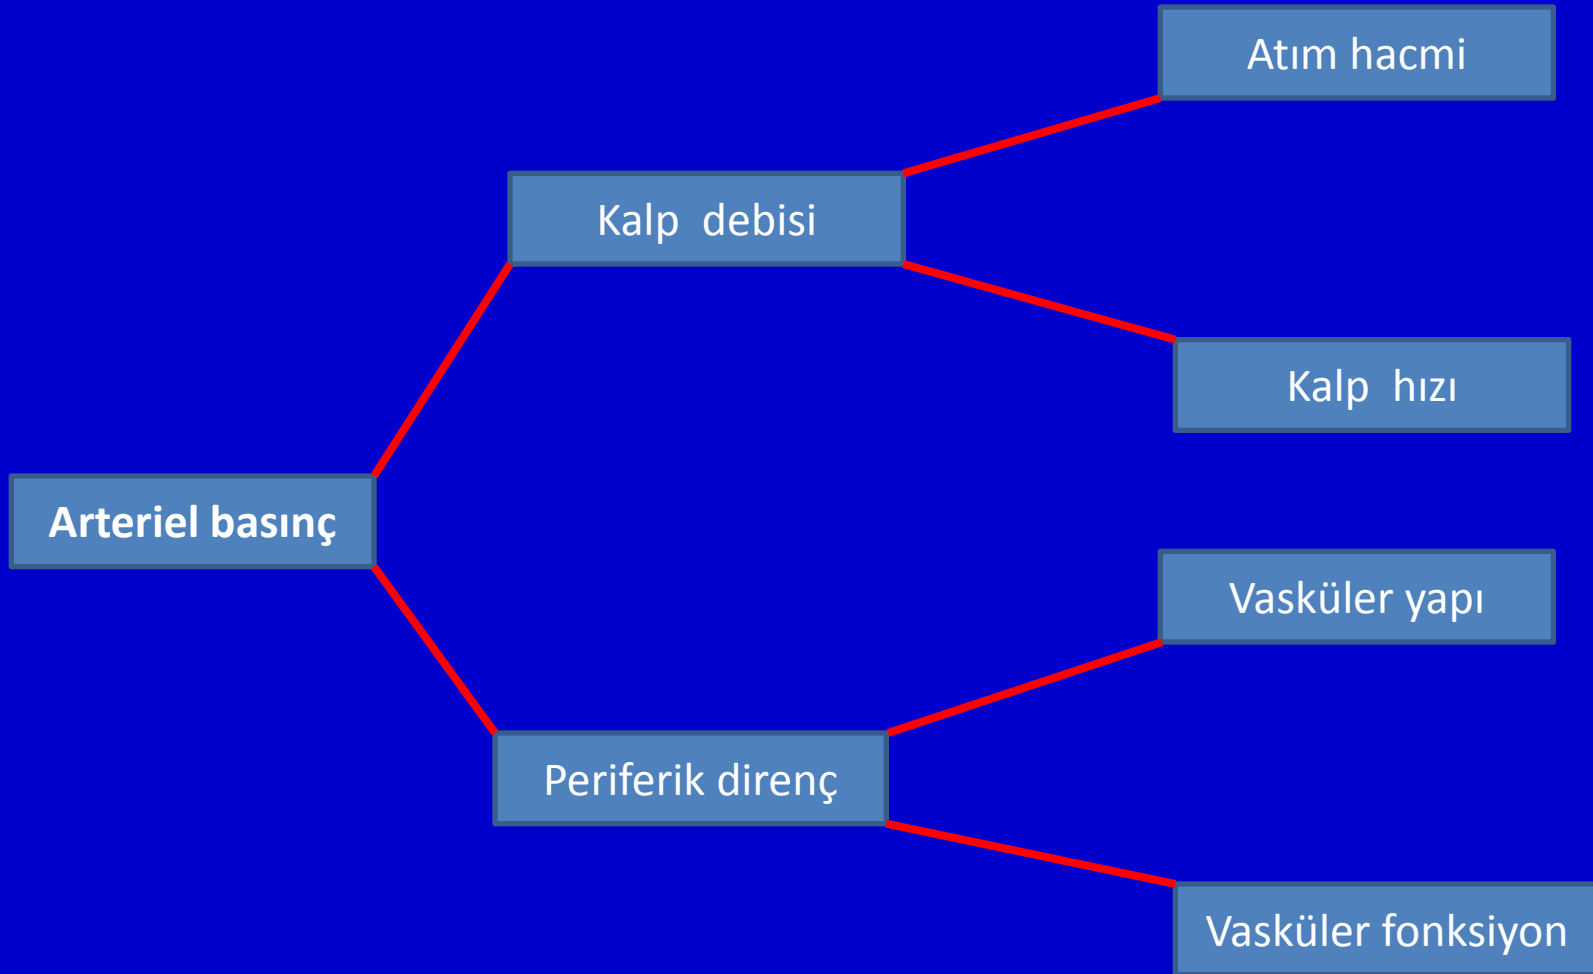 Atım hacmi
Kalp  debisi
Kalp  hızı
Arteriel basınç
Vasküler yapı
Periferik direnç
Vasküler fonksiyon